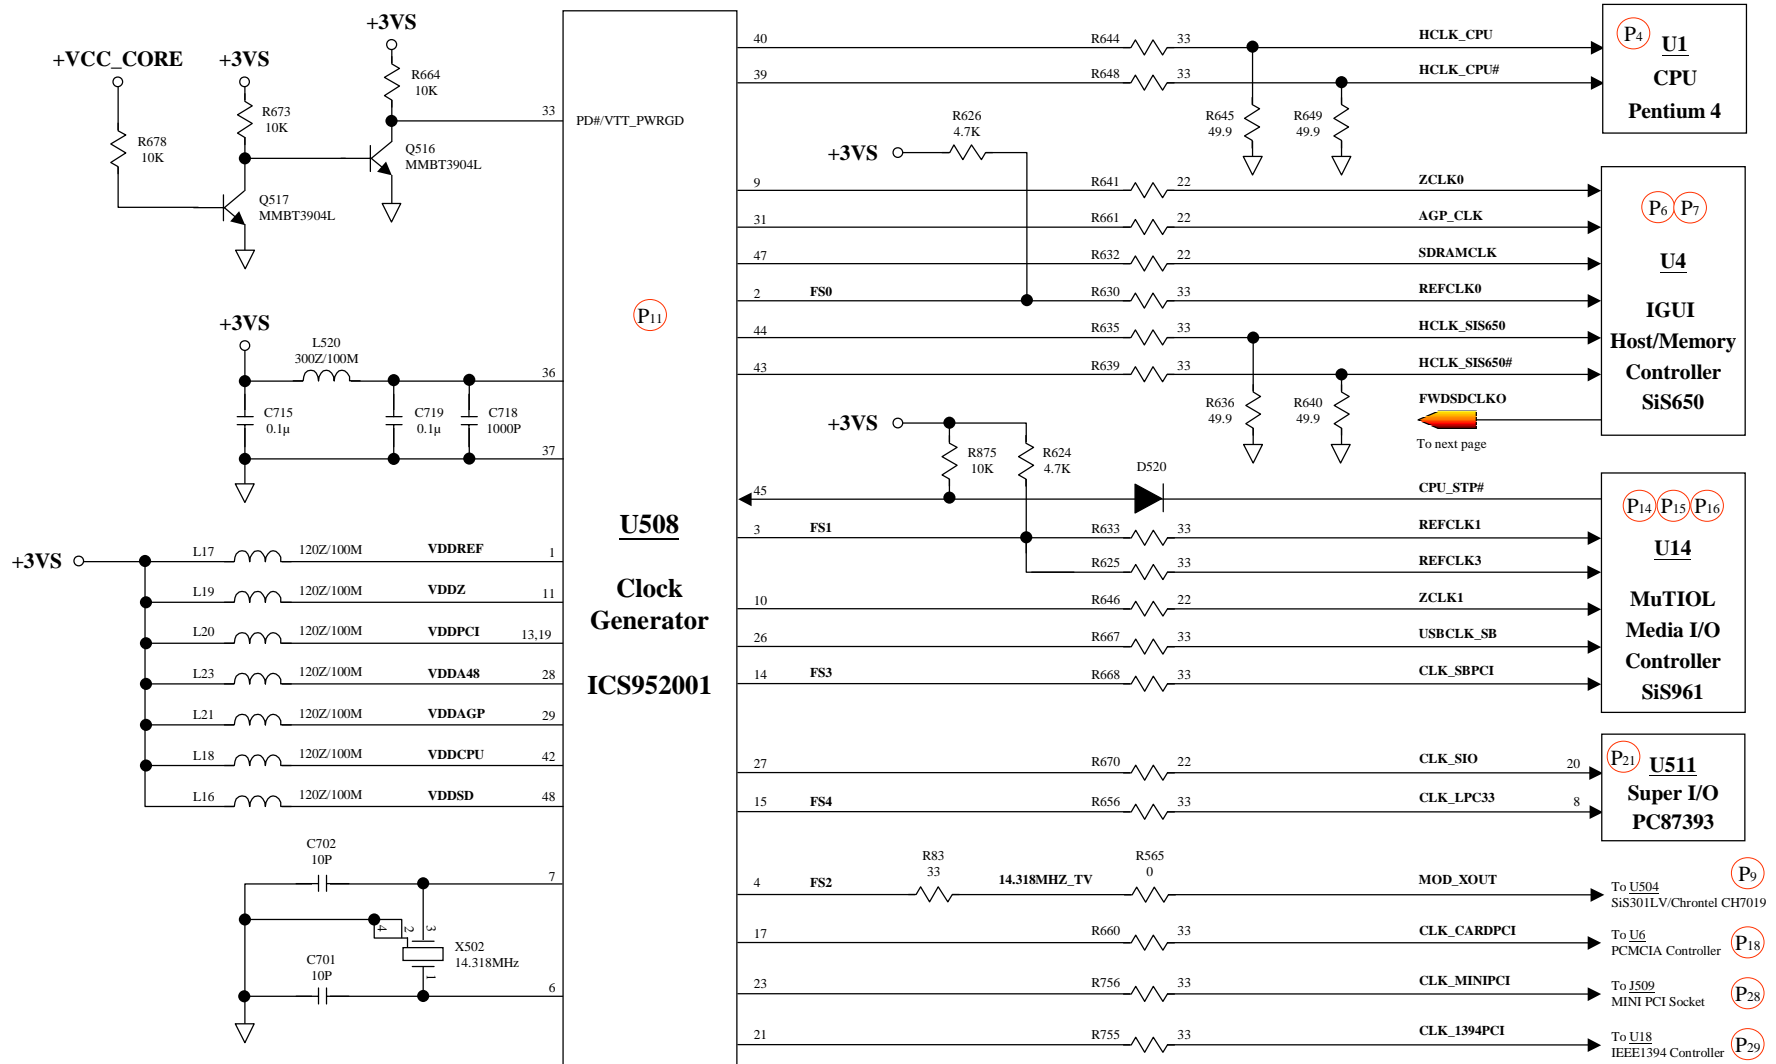 +VCC_CORE
R678
10K
+3VS
R673
10K
Q517
MMBT3904L
+3VS
R664
10K
Q516
MMBT3904L
33
PD#/VTT_PWRGD
+3VS
L520
300Z/100M
36
C715
0.1µ
C719
0.1µ
C718
1000P
37
+3VS
L17 120Z/100M VDDREF 1
L19 120Z/100M VDDZ 11
L20 120Z/100M VDDPCI 13,19
L23 120Z/100M VDDA48 28
L21 120Z/100M VDDAGP 29
L18 120Z/100M VDDCPU 42
L16 120Z/100M VDDSD 48
C702
10P
7
4
2
3
1
X502
14.318MHz
C701
10P
6
P11
U508
Clock
Generator
ICS952001
40 R644 33 HCLK_CPU
39 R648 33 HCLK_CPU#
R645
49.9
R649
49.9
R626
4.7K
+3VS
9 R641 22 ZCLK0
31 R661 22 AGP_CLK
47 R632 22 SDRAMCLK
2 FS0 R630 33 REFCLK0
44 R635 33 HCLK_SIS650
43 R639 33 HCLK_SIS650#
R636
49.9
R640
49.9
FWDSDCLKO
To next page
+3VS
R875
10K
R624
4.7K
D520
45 CPU_STP#
3 FS1 R633 33 REFCLK1
R625 33 REFCLK3
10 R646 22 ZCLK1
26 R667 33 USBCLK_SB
14 FS3 R668 33 CLK_SBPCI
27 R670 22 CLK_SIO 20
15 FS4 R656 33 CLK_LPC33 8
R83
33
R565
0
4 FS2 14.318MHZ_TV MOD_XOUT
17 R660 33 CLK_CARDPCI
23 R756 33 CLK_MINIPCI
21 R755 33 CLK_1394PCI
P4
U1
CPU
Pentium 4
P6 P7
U4
IGUI
Host/Memory
Controller
SiS650
P14 P15 P16
U14
MuTIOL
Media I/O
Controller
SiS961
P21
U511
Super I/O
PC87393
P9
To U504
SiS301LV/Chrontel CH7019
To U6
PCMCIA Controller P18
To J509
MINI PCI Socket P28
To U18
IEEE1394 Controller P29